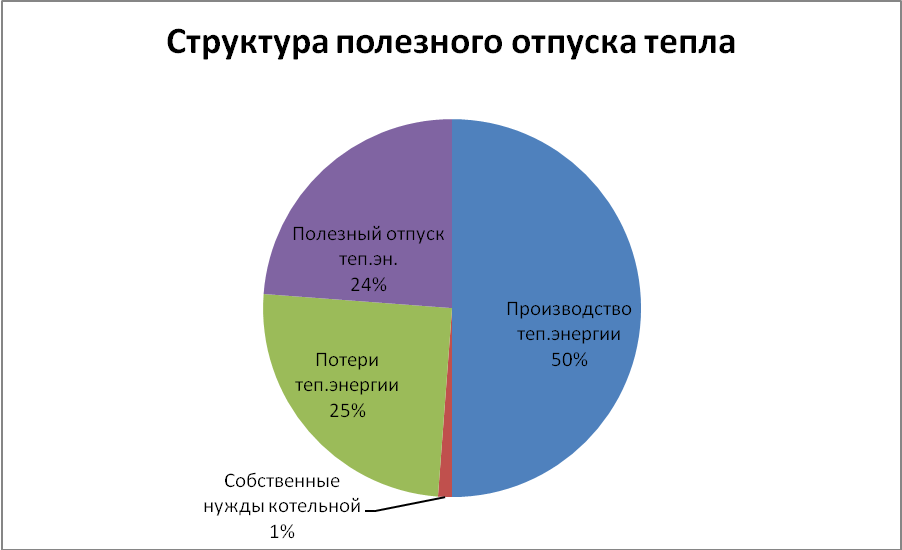 Структура полезного отпуска тепла
Полезный отпуск
теп.эн.
24%
Производство
теп.энергии
50%
Потери
теп.энергии
25%
Собственные
нужды котельной
1%